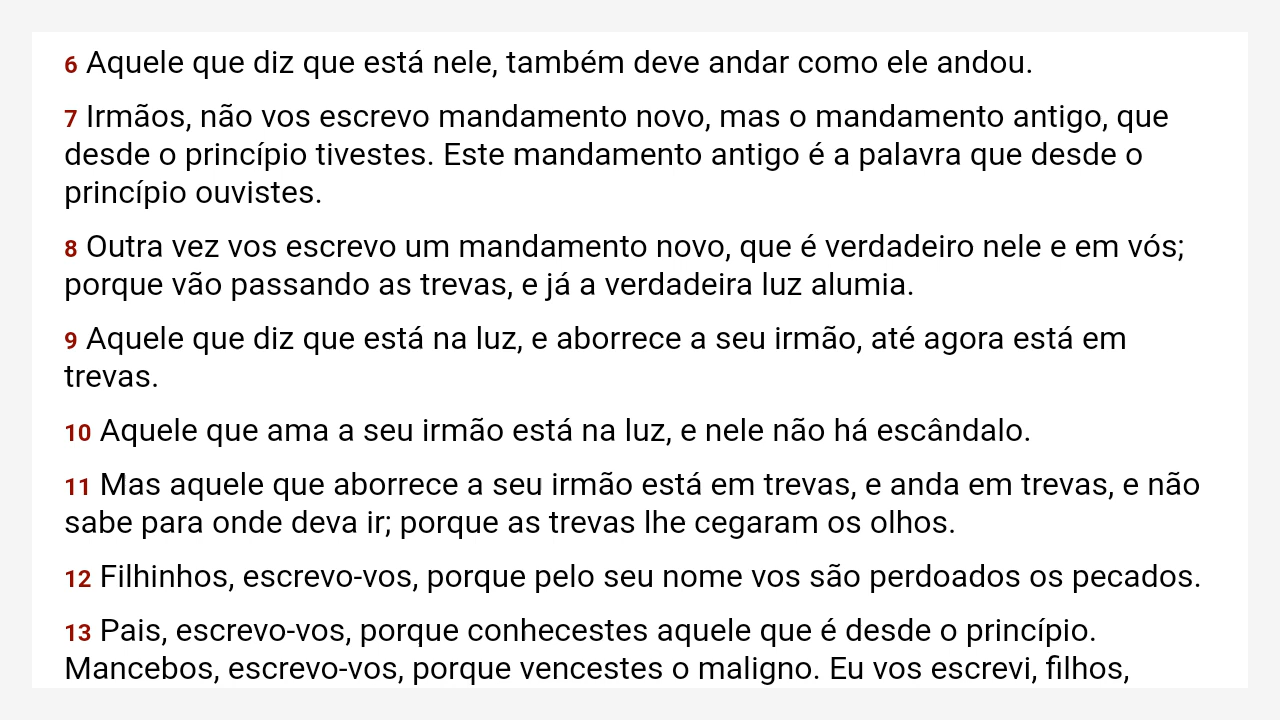 6 Aquele que diz que está nele, também deve andar como ele andou.
7 Irmãos, não vos escrevo mandamento novo, mas o mandamento antigo, que
desde o princípio tivestes. Este mandamento antigo é a palavra que desde o
princípio ouvistes.
8 Outra vez vos escrevo um mandamento novo, que é verdadeiro nele e em vós;
porque vão passando as trevas, e já a verdadeira luz alumia.
9 Aquele que diz que está na luz, e aborrece a seu irmão, até agora está em
trevas.
10 Aquele que ama a seu irmão está na luz, e nele não há escândalo.
11 Mas aquele que aborrece a seu irmão está em trevas, e anda em trevas, e não
sabe para onde deva ir; porque as trevas lhe cegaram os olhos.
12 Filhinhos, escrevo-vos, porque pelo seu nome vos são perdoados os pecados.
13 Pais, escrevo-vos, porque conhecestes aquele que é desde o princípio.
Mancebos, escrevo-vos, porque vencestes o maligno. Eu vos escrevi, filhos,